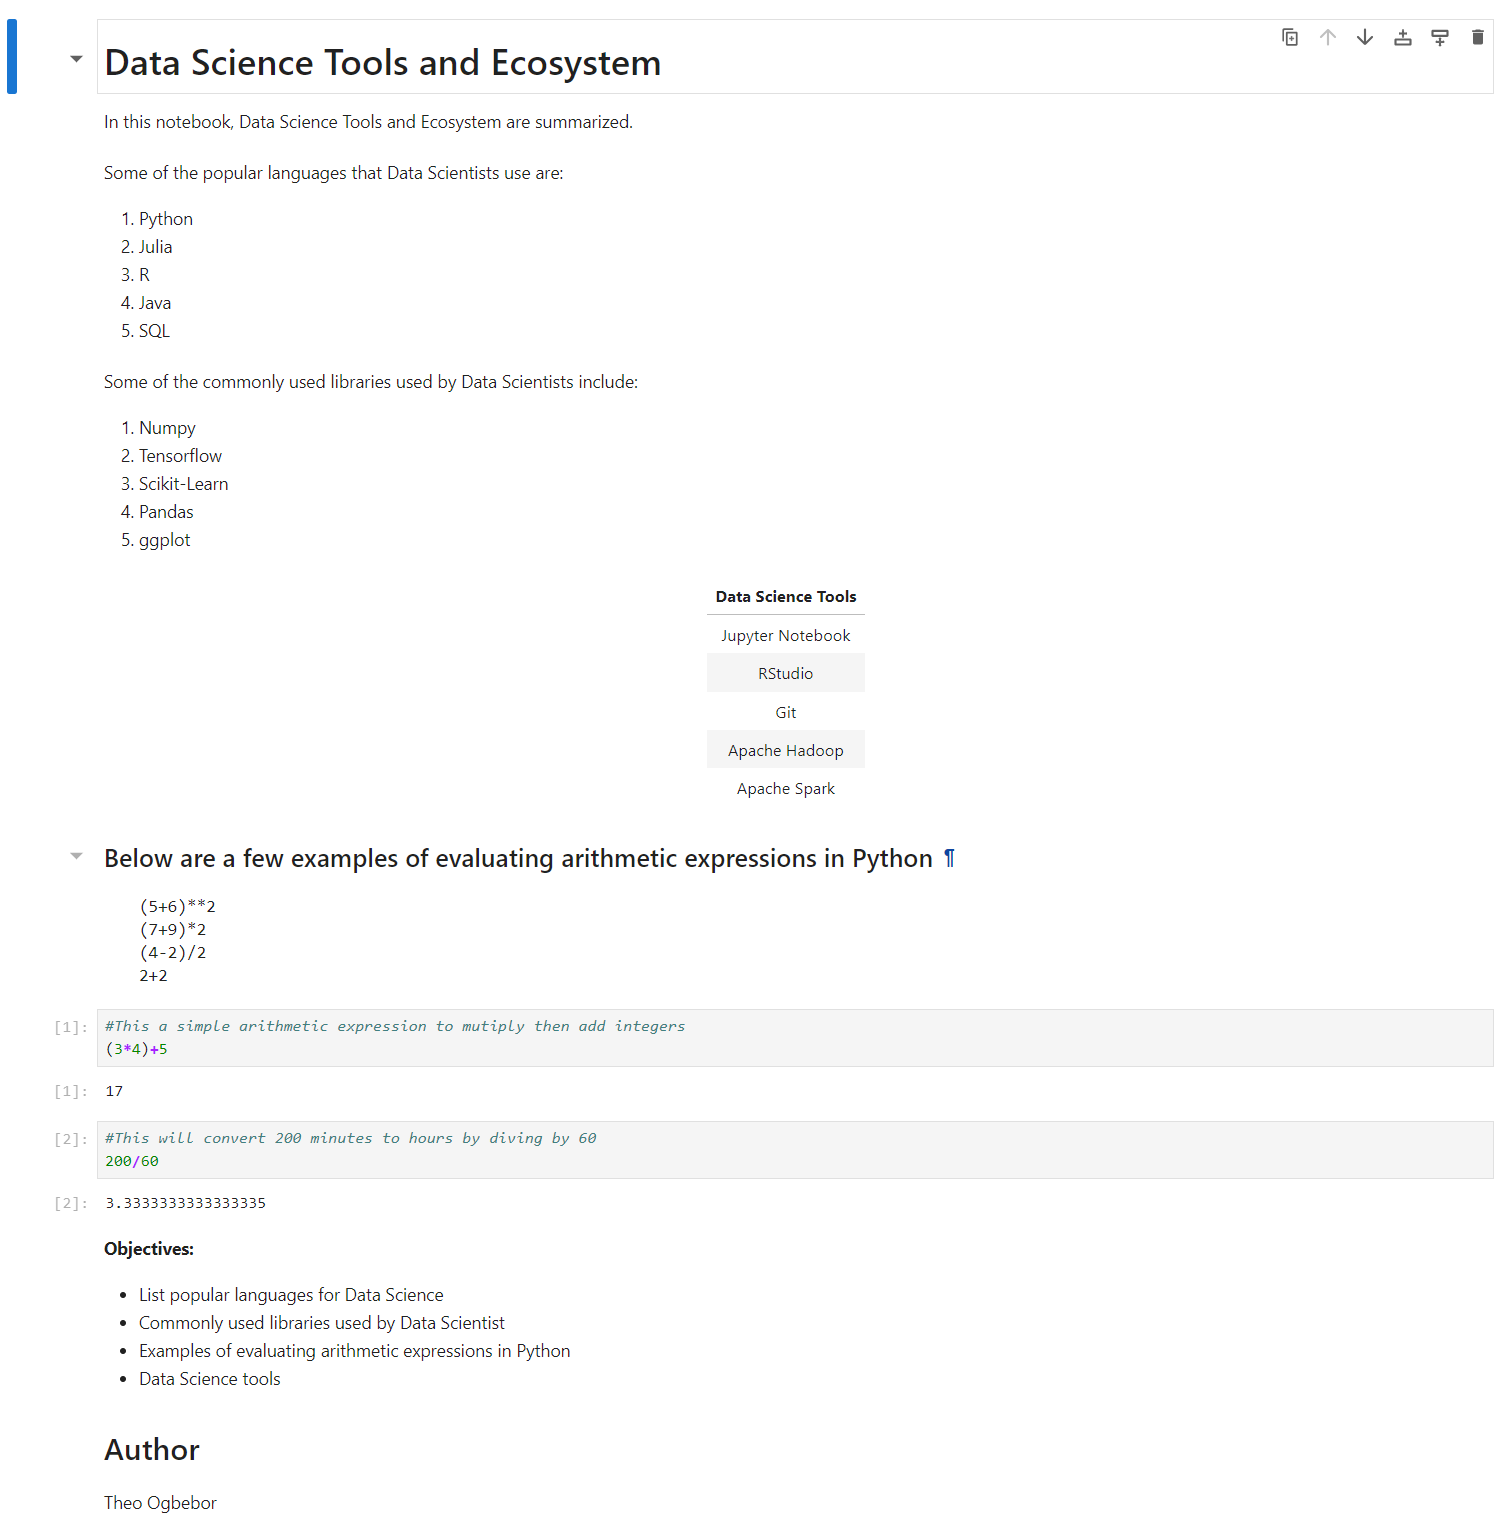 Data Science Tools and Ecosystem
In this notebook, Data Science Tools and Ecosystem are summarized.
Some of the popular languages that Data Scientists use are:
1. Python
2. Julia
3. R
4. Java
5. SQL
Some of the commonly used libraries used by Data Scientists include:
1. Numpy
2. Tensorflow
3. Scikit-Learn
4. Pandas
5. ggplot
Data Science Tools
Jupyter Notebook
RStudio
Git
Apache Hadoop
Apache Spark
Below are a few examples of evaluating arithmetic expressions in Python ¶
(5+6)**2
(7+9)*2
(4-2)/2
2+2
[1]: #This a simple arithmetic expression to mutiply then add integers
(3*4)+5
[1]: 17
[2]: #This will convert 200 minutes to hours by diving by 60
200/60
[2]: 3.3333333333333335
Objectives:
• List popular languages for Data Science
• Commonly used libraries used by Data Scientist
• Examples of evaluating arithmetic expressions in Python
• Data Science tools
Author
Theo Ogbebor